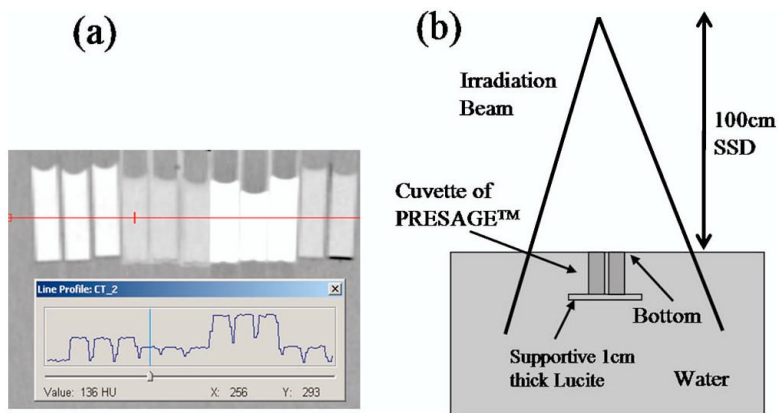 (a)
Line Profile: CT_2
Value: 136 HU
X: 256
Y: 293
(b)
Irradiation
Beam
100cm
SSD
Cuvette of
PRESAGE™
Bottom
Supportive 1cm
thick Lucite
Water